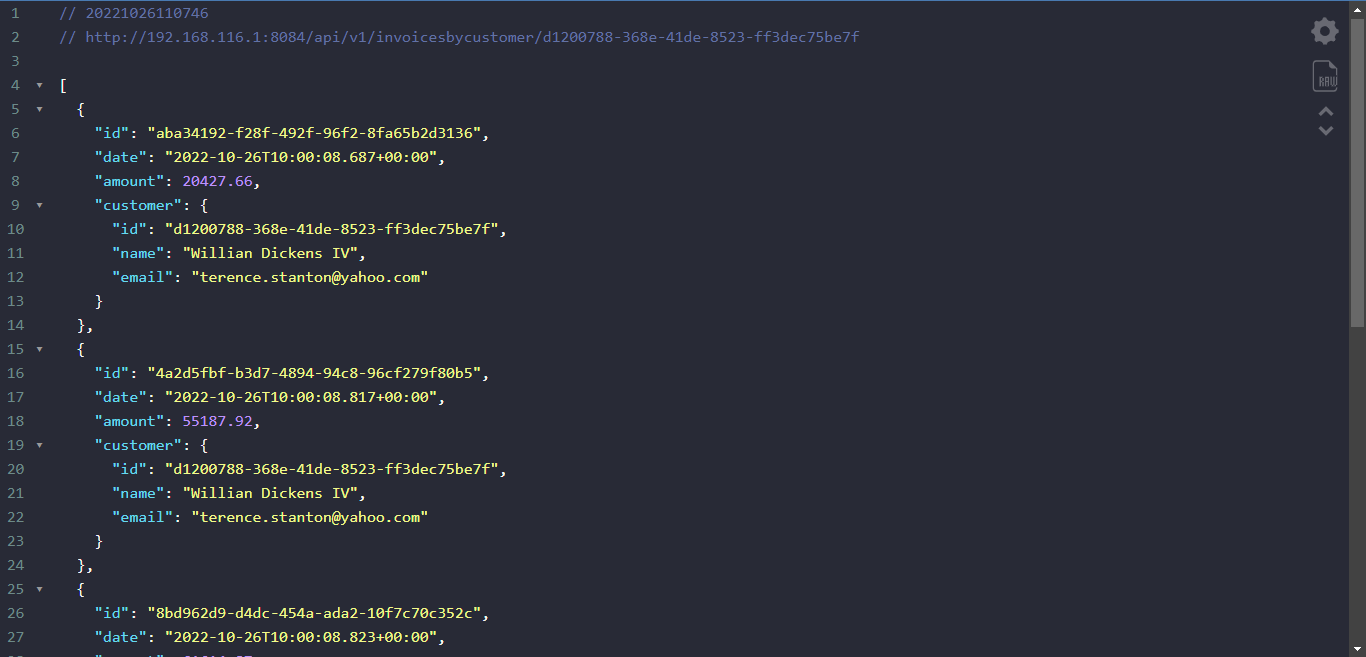 1 // 20221026110746
2 // http://192.168.116.1:8084/api/v1/invoicesbycustomer/d1200788-368e-41de-8523-ff3dec75be7f
3
4 [
5 {
6 "id": "aba34192-f28f-492f-96f2-8fa65b2d3136",
7 "date": "2022-10-26T10:00:08.687+00:00",
8 "amount": 20427.66,
9 "customer": {
10 "id": "d1200788-368e-41de-8523-ff3dec75be7f",
11 "name": "Willian Dickens IV",
12 "email": "terence.stanton@yahoo.com"
13 }
14 },
15 {
16 "id": "4a2d5fbf-b3d7-4894-94c8-96cf279f80b5",
17 "date": "2022-10-26T10:00:08.817+00:00",
18 "amount": 55187.92,
19 "customer": {
20 "id": "d1200788-368e-41de-8523-ff3dec75be7f",
21 "name": "Willian Dickens IV",
22 "email": "terence.stanton@yahoo.com"
23 }
24 },
25 {
26 "id": "8bd962d9-d4dc-454a-ada2-10f7c70c352c",
27 "date": "2022-10-26T10:00:08.823+00:00",
RAW